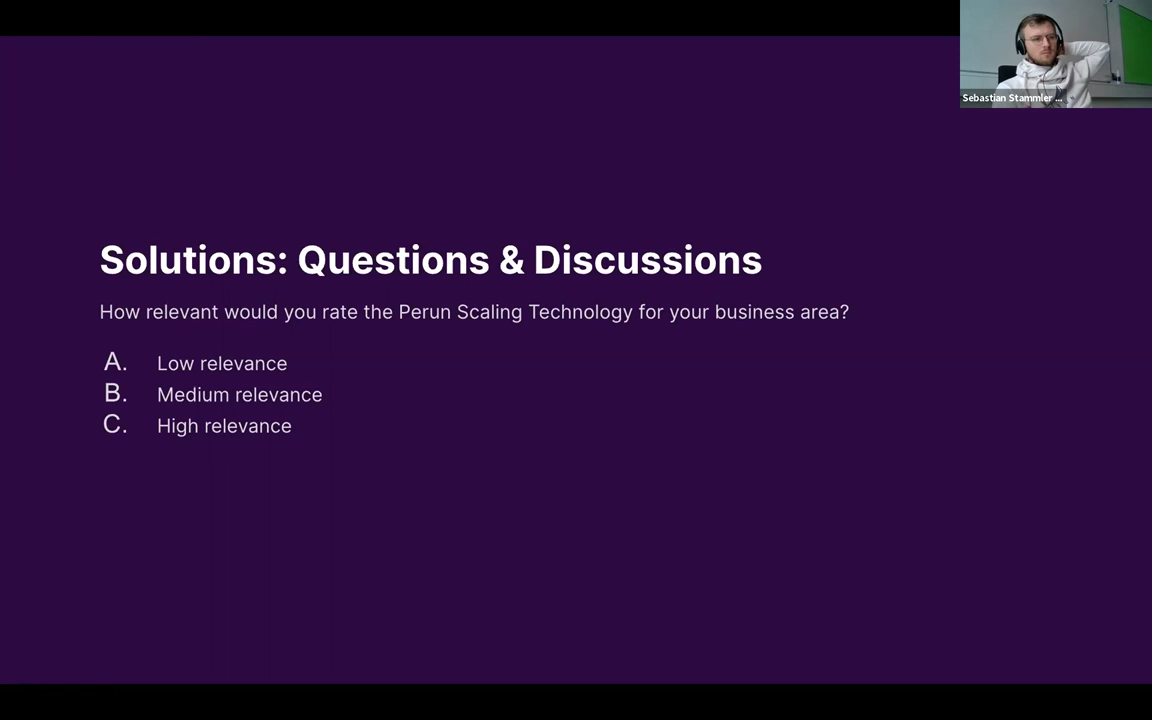 Sebastian Stammler ...
Solutions: Questions & Discussions
How relevant would you rate the Perun Scaling Technology for your business area?
A. Low relevance
B. Medium relevance
C. High relevance